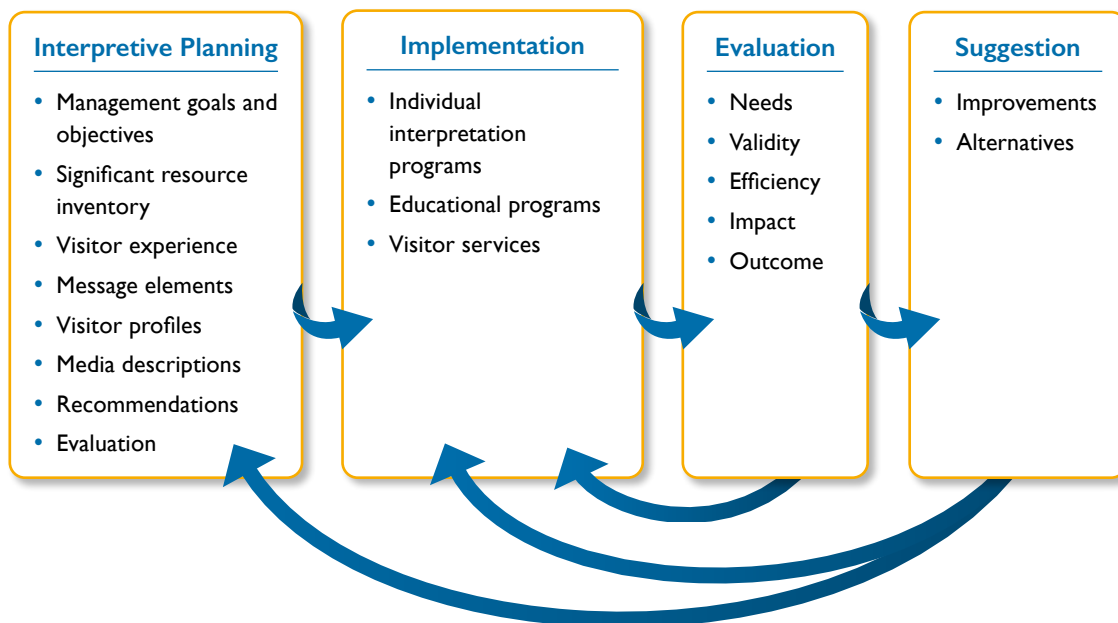 Interpretive Planning
• Management goals and
objectives
• Significant resource
inventory
• Visitor experience
• Message elements
• Visitor profiles
• Media descriptions
• Recommendations
• Evaluation
Implementation
• Individual
interpretation
programs
• Educational programs
• Visitor services
Evaluation
• Needs
• Validity
• Efficiency
• Impact
• Outcome
Suggestion
• Improvements
• Alternatives